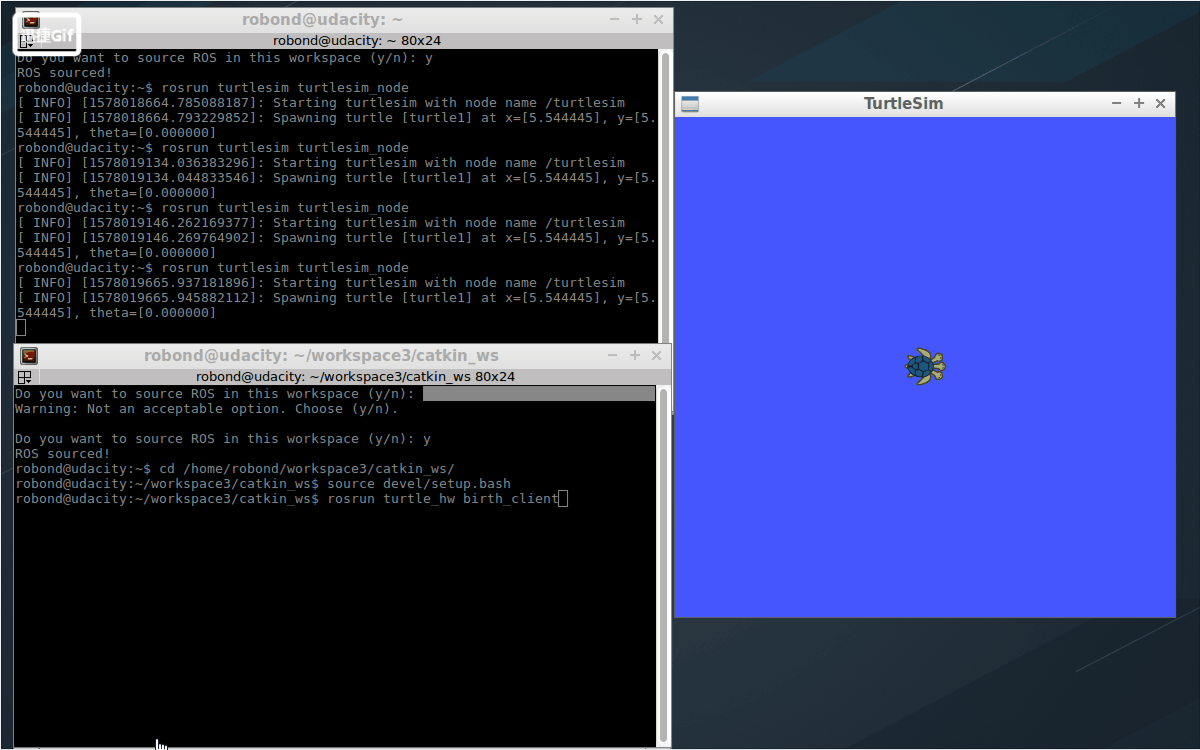 robond@udacity: ~
Gif
robond@udacity: ~ 80x24
Do you want to source ROS in this workspace (y/n): y
ROS sourced!
robond@udacity:~$ rosrun turtlesim turtlesim_node
[ INFO] [1578018664.785088187]: Starting turtlesim with node name /turtlesim
[ INFO] [1578018664.793229852]: Spawning turtle [turtle1] at x=[5.544445], y=[5.
544445], theta=[0.000000]
robond@udacity:~$ rosrun turtlesim turtlesim_node
[ INFO] [1578019134.036383296]: Starting turtlesim with node name /turtlesim
[ INFO] [1578019134.044833546]: Spawning turtle [turtle1] at x=[5.544445], y=[5.
544445], theta=[0.000000]
robond@udacity:~$ rosrun turtlesim turtlesim_node
[ INFO] [1578019146.262169377]: Starting turtlesim with node name /turtlesim
[ INFO] [1578019146.269764902]: Spawning turtle [turtle1] at x=[5.544445], y=[5.
544445], theta=[0.000000]
robond@udacity:~$ rosrun turtlesim turtlesim_node
[ INFO] [1578019665.937181896]: Starting turtlesim with node name /turtlesim
[ INFO] [1578019665.945882112]: Spawning turtle [turtle1] at x=[5.544445], y=[5.
544445], theta=[0.000000]
robond@udacity: ~/workspace3/catkin_ws
robond@udacity: ~/workspace3/catkin_ws 80x24
Do you want to source ROS in this workspace (y/n):
Warning: Not an acceptable option. Choose (y/n).
Do you want to source ROS in this workspace (y/n): y
ROS sourced!
robond@udacity:~$ cd /home/robond/workspace3/catkin_ws/
robond@udacity:~/workspace3/catkin_ws$ source devel/setup.bash
robond@udacity:~/workspace3/catkin_ws$ rosrun turtle_hw birth_client
TurtleSim